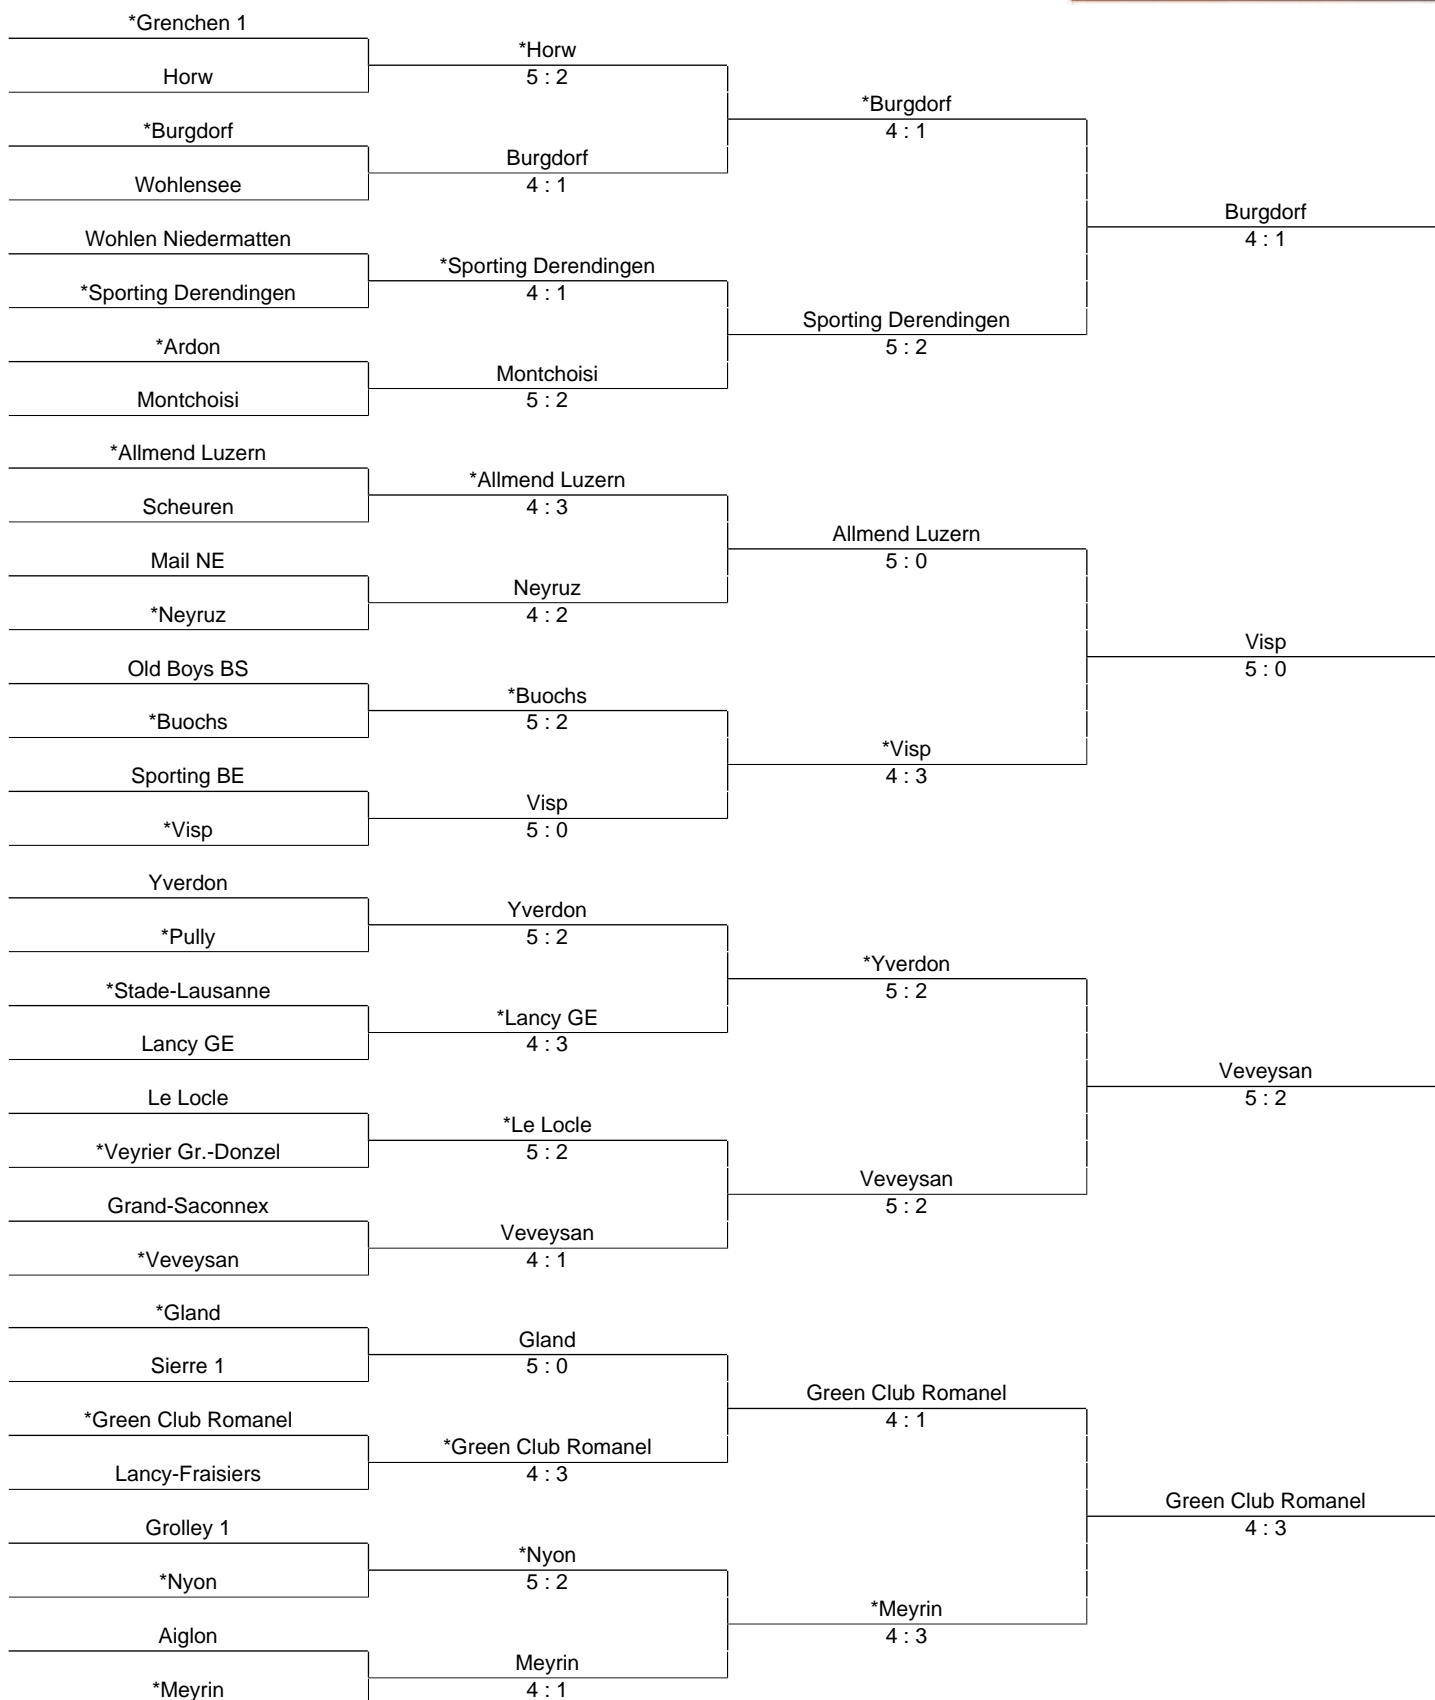 *Grenchen 1
Horw
*Burgdorf
Wohlensee
Wohlen Niedermatten
*Sporting Derendingen
*Ardon
Montchoisi
*Allmend Luzern
Scheuren
Mail NE
*Neyruz
Old Boys BS
*Buochs
Sporting BE
*Visp
Yverdon
*Pully
*Stade-Lausanne
Lancy GE
Le Locle
*Veyrier Gr.-Donzel
Grand-Saconnex
*Veveysan
*Gland
Sierre 1
*Green Club Romanel
Lancy-Fraisiers
Grolley 1
*Nyon
Aiglon
*Meyrin
*Horw
5 : 2
Burgdorf
4 : 1
*Sporting Derendingen
4 : 1
Montchoisi
5 : 2
*Allmend Luzern
4 : 3
Neyruz
4 : 2
*Buochs
5 : 2
Visp
5 : 0
Yverdon
5 : 2
*Lancy GE
4 : 3
*Le Locle
5 : 2
Veveysan
4 : 1
Gland
5 : 0
*Green Club Romanel
4 : 3
*Nyon
5 : 2
Meyrin
4 : 1
*Burgdorf
4 : 1
Sporting Derendingen
5 : 2
Allmend Luzern
5 : 0
*Visp
4 : 3
*Yverdon
5 : 2
Veveysan
5 : 2
Green Club Romanel
4 : 1
*Meyrin
4 : 3
Burgdorf
4 : 1
Visp
5 : 0
Veveysan
5 : 2
Green Club Romanel
4 : 3